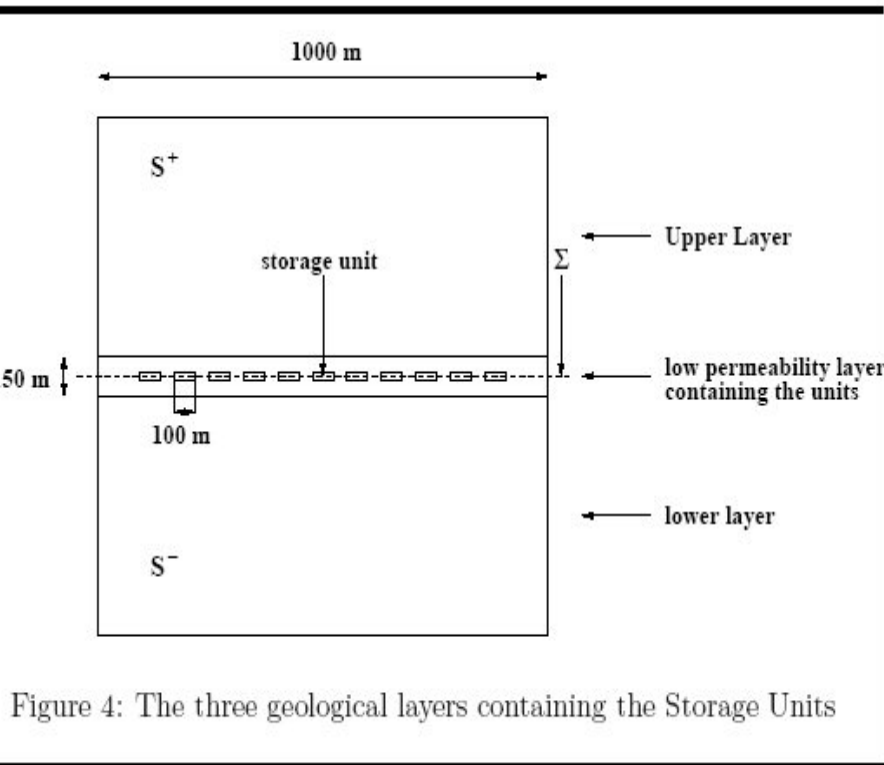 1000 m
S+
Upper Layer
storage unit
Σ
50 m
low permeability layer
containing the units
100 m
lower layer
S−
Figure 4: The three geological layers containing the Storage Units